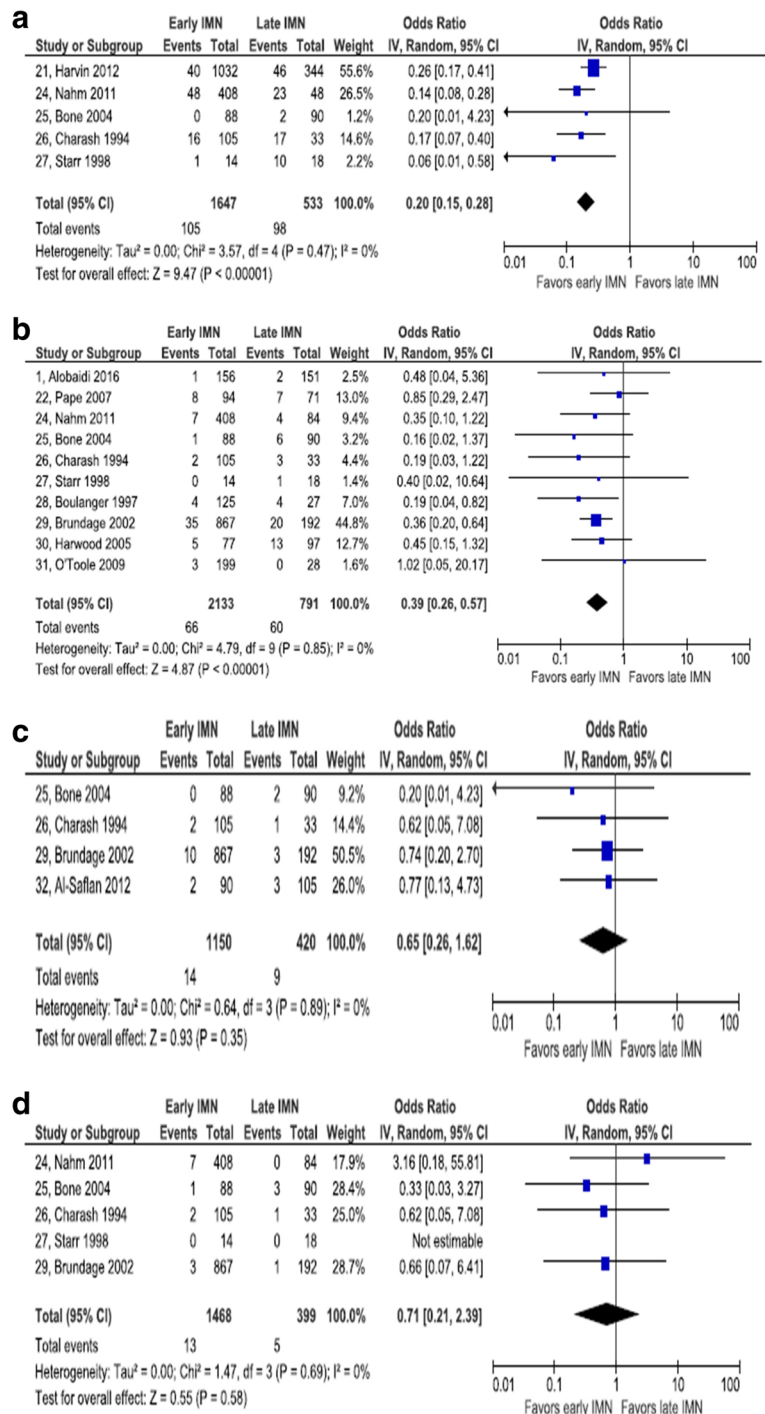 a
Early IMN Late IMN Odds Ratio Odds Ratio
Study or Subgroup Events Total Events Total Weight IV, Random, 95% CI IV, Random, 95% CI
21, Harvin 2012 40 1032 46 344 55.6% 0.26 [0.17, 0.41]
24, Nahm 2011 48 408 23 48 26.5% 0.14 [0.08, 0.28]
25, Bone 2004 0 88 2 90 1.2% 0.20 [0.01, 4.23]
26, Charash 1994 16 105 17 33 14.6% 0.17 [0.07, 0.40]
27, Starr 1998 1 14 10 18 2.2% 0.06 [0.01, 0.58]
Total (95% CI) 1647 533 100.0% 0.20 [0.15, 0.28]
Total events 105 98
Heterogeneity: Tau² = 0.00; Chi² = 3.57, df = 4 (P = 0.47); I² = 0%
Test for overall effect: Z = 9.47 (P < 0.00001)
0.01 0.1 1 10 100
Favors early IMN Favors late IMN
b
Early IMN Late IMN Odds Ratio Odds Ratio
Study or Subgroup Events Total Events Total Weight IV, Random, 95% CI IV, Random, 95% CI
1, Alobaidi 2016 1 156 2 151 2.5% 0.48 [0.04, 5.36]
22, Pape 2007 8 94 7 71 13.0% 0.85 [0.29, 2.47]
24, Nahm 2011 7 408 4 84 9.4% 0.35 [0.10, 1.22]
25, Bone 2004 1 88 6 90 3.2% 0.16 [0.02, 1.37]
26, Charash 1994 2 105 3 33 4.4% 0.19 [0.03, 1.22]
27, Starr 1998 0 14 1 18 1.4% 0.40 [0.02, 10.64]
28, Boulanger 1997 4 125 4 27 7.0% 0.19 [0.04, 0.82]
29, Brundage 2002 35 867 20 192 44.8% 0.36 [0.20, 0.64]
30, Harwood 2005 5 77 13 97 12.7% 0.45 [0.15, 1.32]
31, O'Toole 2009 3 199 0 28 1.6% 1.02 [0.05, 20.17]
Total (95% CI) 2133 791 100.0% 0.39 [0.26, 0.57]
Total events 66 60
Heterogeneity: Tau² = 0.00; Chi² = 4.79, df = 9 (P = 0.85); I² = 0%
Test for overall effect: Z = 4.87 (P < 0.00001)
0.01 0.1 1 10 100
Favors early IMN Favors late IMN
c
Early IMN Late IMN Odds Ratio Odds Ratio
Study or Subgroup Events Total Events Total Weight IV, Random, 95% CI IV, Random, 95% CI
25, Bone 2004 0 88 2 90 9.2% 0.20 [0.01, 4.23]
26, Charash 1994 2 105 1 33 14.4% 0.62 [0.05, 7.08]
29, Brundage 2002 10 867 3 192 50.5% 0.74 [0.20, 2.70]
32, Al-Saflan 2012 2 90 3 105 26.0% 0.77 [0.13, 4.73]
Total (95% CI) 1150 420 100.0% 0.65 [0.26, 1.62]
Total events 14 9
Heterogeneity: Tau² = 0.00; Chi² = 0.64, df = 3 (P = 0.89); I² = 0%
Test for overall effect: Z = 0.93 (P = 0.35)
0.01 0.1 1 10 100
Favors early IMN Favors late IMN
d
Early IMN Late IMN Odds Ratio Odds Ratio
Study or Subgroup Events Total Events Total Weight IV, Random, 95% CI IV, Random, 95% CI
24, Nahm 2011 7 408 0 84 17.9% 3.16 [0.18, 55.81]
25, Bone 2004 1 88 3 90 28.4% 0.33 [0.03, 3.27]
26, Charash 1994 2 105 1 33 25.0% 0.62 [0.05, 7.08]
27, Starr 1998 0 14 0 18 Not estimable
29, Brundage 2002 3 867 1 192 28.7% 0.66 [0.07, 6.41]
Total (95% CI) 1468 399 100.0% 0.71 [0.21, 2.39]
Total events 13 5
Heterogeneity: Tau² = 0.00; Chi² = 1.47, df = 3 (P = 0.69); I² = 0%
Test for overall effect: Z = 0.55 (P = 0.58)
0.01 0.1 1 10 100
Favors early IMN Favors late IMN